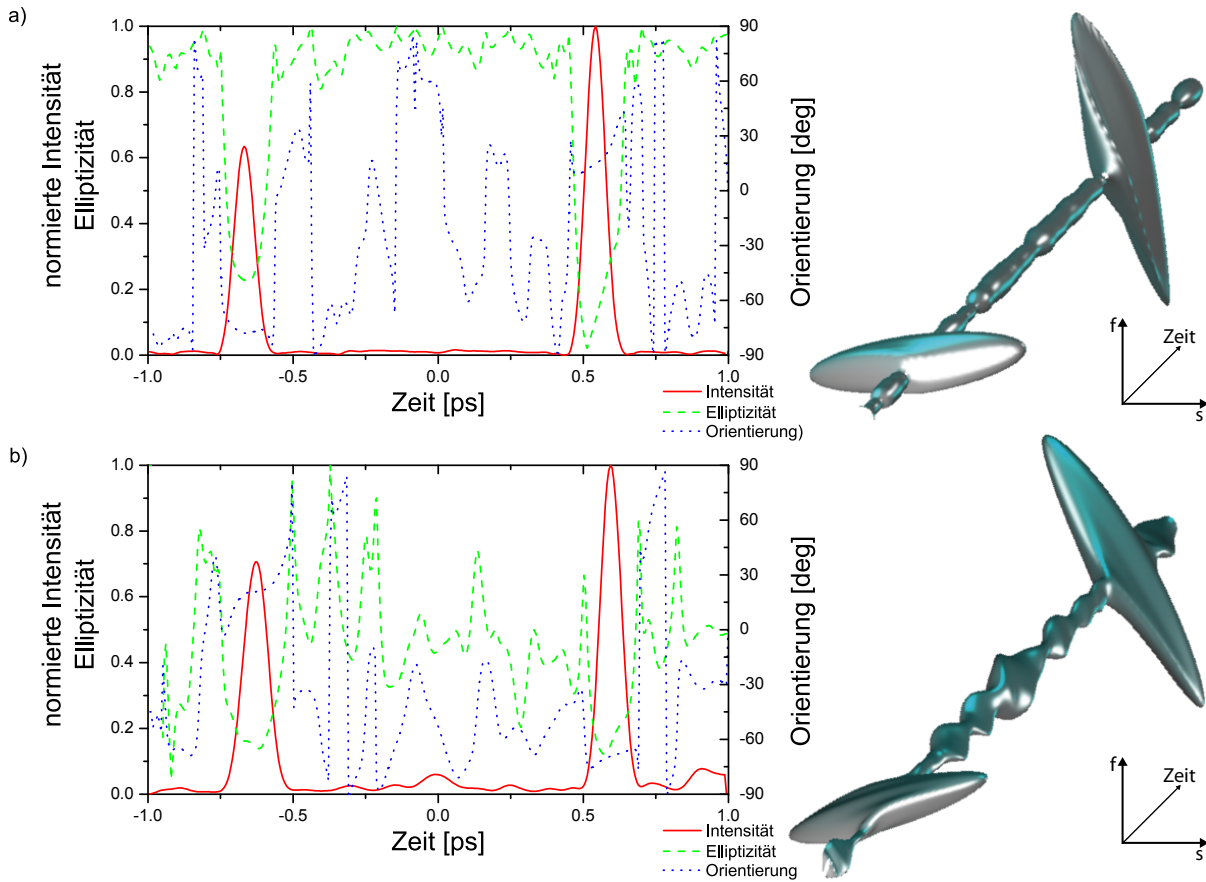 a)
normierte Intensität
Elliptizität
1.0
0.8
0.6
0.4
0.2
0.0
-1.0 -0.5 0.0 0.5 1.0
Zeit [ps]
90
60
30
0
-30
-60
-90
Orientierung [deg]
Intensität
Elliptizität
Orientierung)
f
Zeit
s
b)
normierte Intensität
Elliptizität
1.0
0.8
0.6
0.4
0.2
0.0
-1.0 -0.5 0.0 0.5 1.0
Zeit [ps]
90
60
30
0
-30
-60
-90
Orientierung [deg]
Intensität
Elliptizität
Orientierung
f
Zeit
s